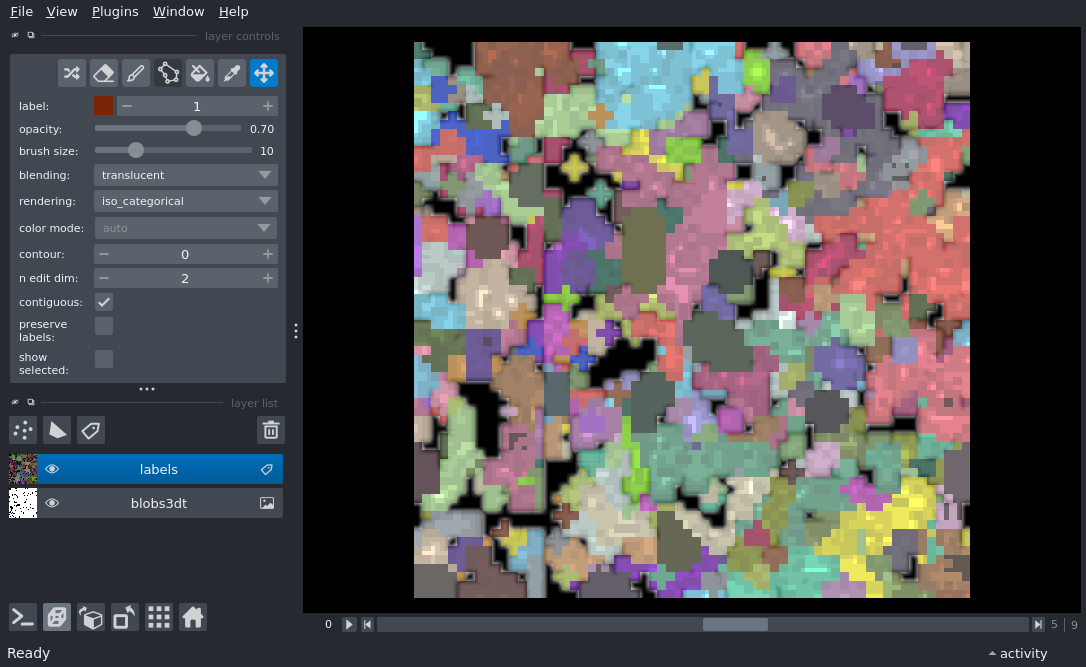 File View Plugins Window Help
layer controls
label: 1
opacity: 0.70
brush size: 10
blending: translucent
rendering: iso_categorical
color mode: auto
contour: 0
n edit dim: 2
contiguous:
preserve
labels:
show
selected:
layer list
labels
blobs3dt
0 5 | 9
Ready activity